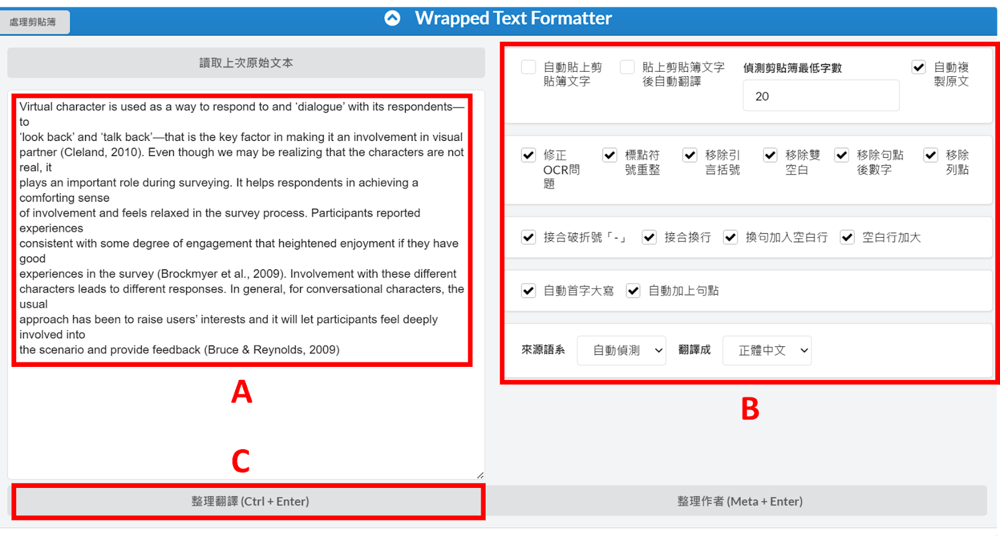 處理剪貼簿
Wrapped Text Formatter
讀取上次原始文本
Virtual character is used as a way to respond to and ‘dialogue’ with its respondents—
to
‘look back’ and ‘talk back’—that is the key factor in making it an involvement in visual
partner (Cleland, 2010). Even though we may be realizing that the characters are not
real, it
plays an important role during surveying. It helps respondents in achieving a
comforting sense
of involvement and feels relaxed in the survey process. Participants reported
experiences
consistent with some degree of engagement that heightened enjoyment if they have
good
experiences in the survey (Brockmyer et al., 2009). Involvement with these different
characters leads to different responses. In general, for conversational characters, the
usual
approach has been to raise users’ interests and it will let participants feel deeply
involved into
the scenario and provide feedback (Bruce & Reynolds, 2009)
A
C
整理翻譯 (Ctrl + Enter)
自動貼上剪
貼簿文字
貼上剪貼簿文字
後自動翻譯
偵測剪貼簿最低字數
20
自動複
製原文
修正
OCR問
題
標點符
號重整
移除引
言括號
移除雙
空白
移除句點
後數字
移除
列點
接合破折號「-」
接合換行
換句加入空白行
空白行加大
自動首字大寫
自動加上句點
來源語系
自動偵測
翻譯成
正體中文
B
整理作者 (Meta + Enter)